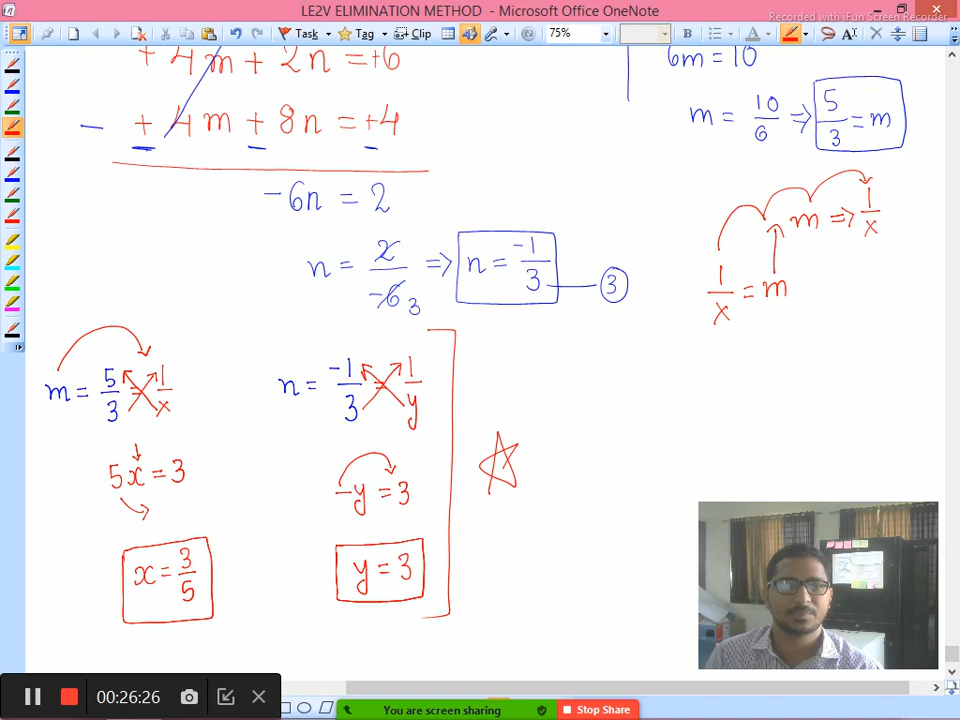 LE2V ELIMINATION METHOD - Microsoft Office OneNote
Recorded with iFun Screen Recorder
Task
Tag
Clip
75%
B
A
+ 4m + 2n = +6
6m = 10
- + 4m + 8n = +4
m = 10/6 => 5/3 = m
-6n = 2
m => 1/x
n = 2/-6 3 => n = -1/3 — 3
1/x = m
m = 5/3 = 1/x
n = -1/3 = 1/y
5x = 3
-y = 3
x = 3/5
y = 3
00:26:26
You are screen sharing
Stop Share